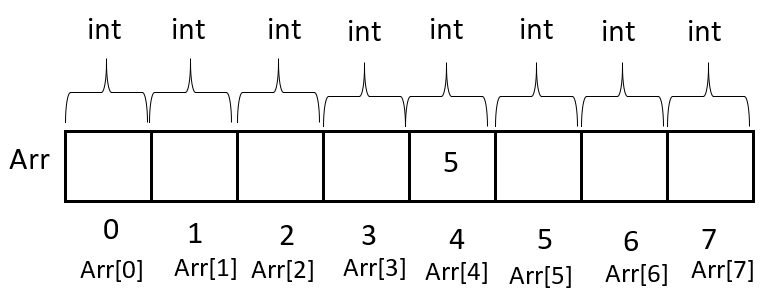 int int int int int int int int
Arr 5
0 1 2 3 4 5 6 7
Arr[0] Arr[1] Arr[2] Arr[3] Arr[4] Arr[5] Arr[6] Arr[7]